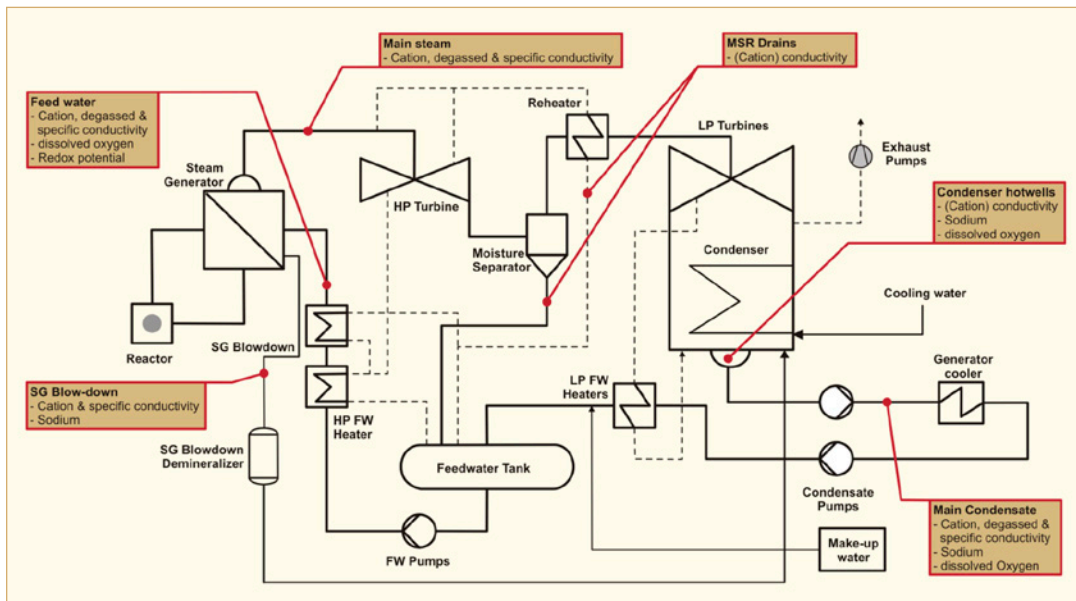 Main steam
- Cation, degassed & specific conductivity
MSR Drains
- (Cation) conductivity
Feed water
- Cation, degassed &
specific conductivity
- dissolved oxygen
- Redox potential
Reheater
LP Turbines
Exhaust
Pumps
Steam
Generator
HP Turbine
Condenser hotwells
- (Cation) conductivity
- Sodium
- dissolved oxygen
Moisture
Separator
Condenser
Cooling water
Reactor
SG Blowdown
Generator
cooler
SG Blow-down
- Cation & specific conductivity
- Sodium
HP FW
Heater
LP FW
Heaters
SG Blowdown
Demineralizer
Feedwater Tank
Condensate
Pumps
FW Pumps
Make-up
water
Main Condensate
- Cation, degassed &
specific conductivity
- Sodium
- dissolved Oxygen